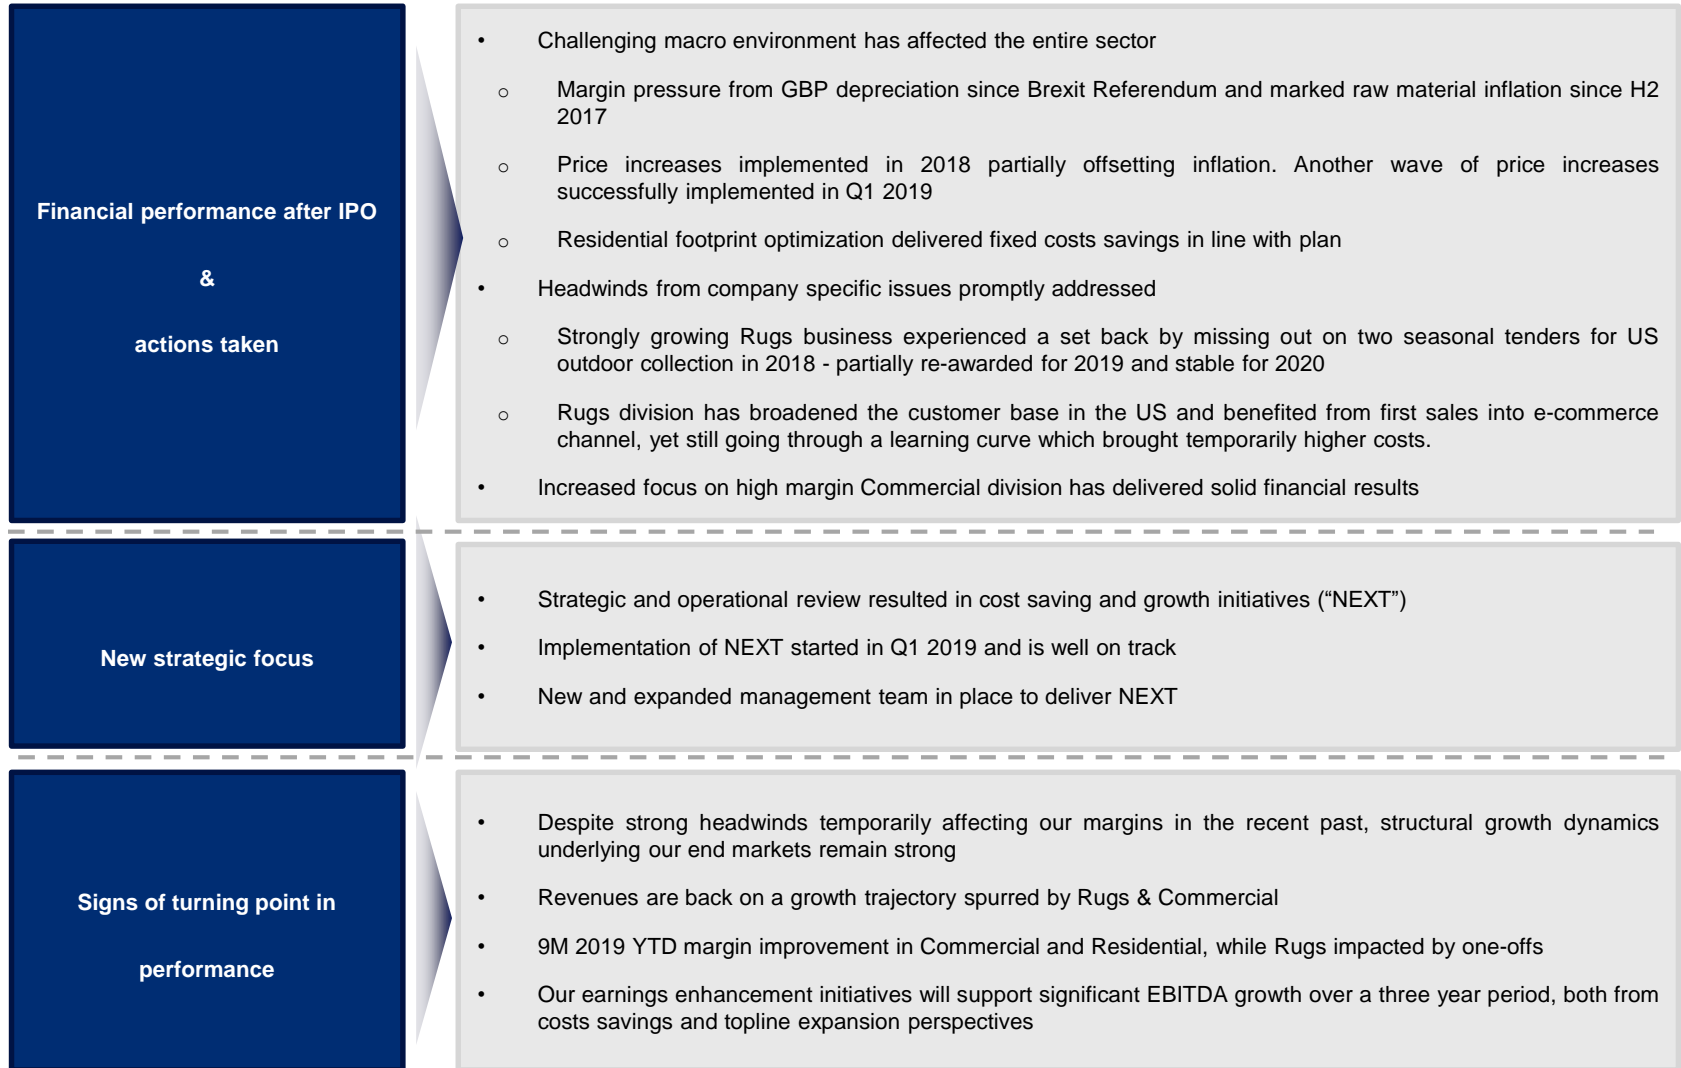 Financial performance after IPO
&
actions taken
• Challenging macro environment has affected the entire sector
o Margin pressure from GBP depreciation since Brexit Referendum and marked raw material inflation since H2
2017
o Price increases implemented in 2018 partially offsetting inflation. Another wave of price increases
successfully implemented in Q1 2019
o Residential footprint optimization delivered fixed costs savings in line with plan
• Headwinds from company specific issues promptly addressed
o Strongly growing Rugs business experienced a set back by missing out on two seasonal tenders for US
outdoor collection in 2018 - partially re-awarded for 2019 and stable for 2020
o Rugs division has broadened the customer base in the US and benefited from first sales into e-commerce
channel, yet still going through a learning curve which brought temporarily higher costs.
• Increased focus on high margin Commercial division has delivered solid financial results
New strategic focus
• Strategic and operational review resulted in cost saving and growth initiatives (“NEXT”)
• Implementation of NEXT started in Q1 2019 and is well on track
• New and expanded management team in place to deliver NEXT
Signs of turning point in
performance
• Despite strong headwinds temporarily affecting our margins in the recent past, structural growth dynamics
underlying our end markets remain strong
• Revenues are back on a growth trajectory spurred by Rugs & Commercial
• 9M 2019 YTD margin improvement in Commercial and Residential, while Rugs impacted by one-offs
• Our earnings enhancement initiatives will support significant EBITDA growth over a three year period, both from
costs savings and topline expansion perspectives